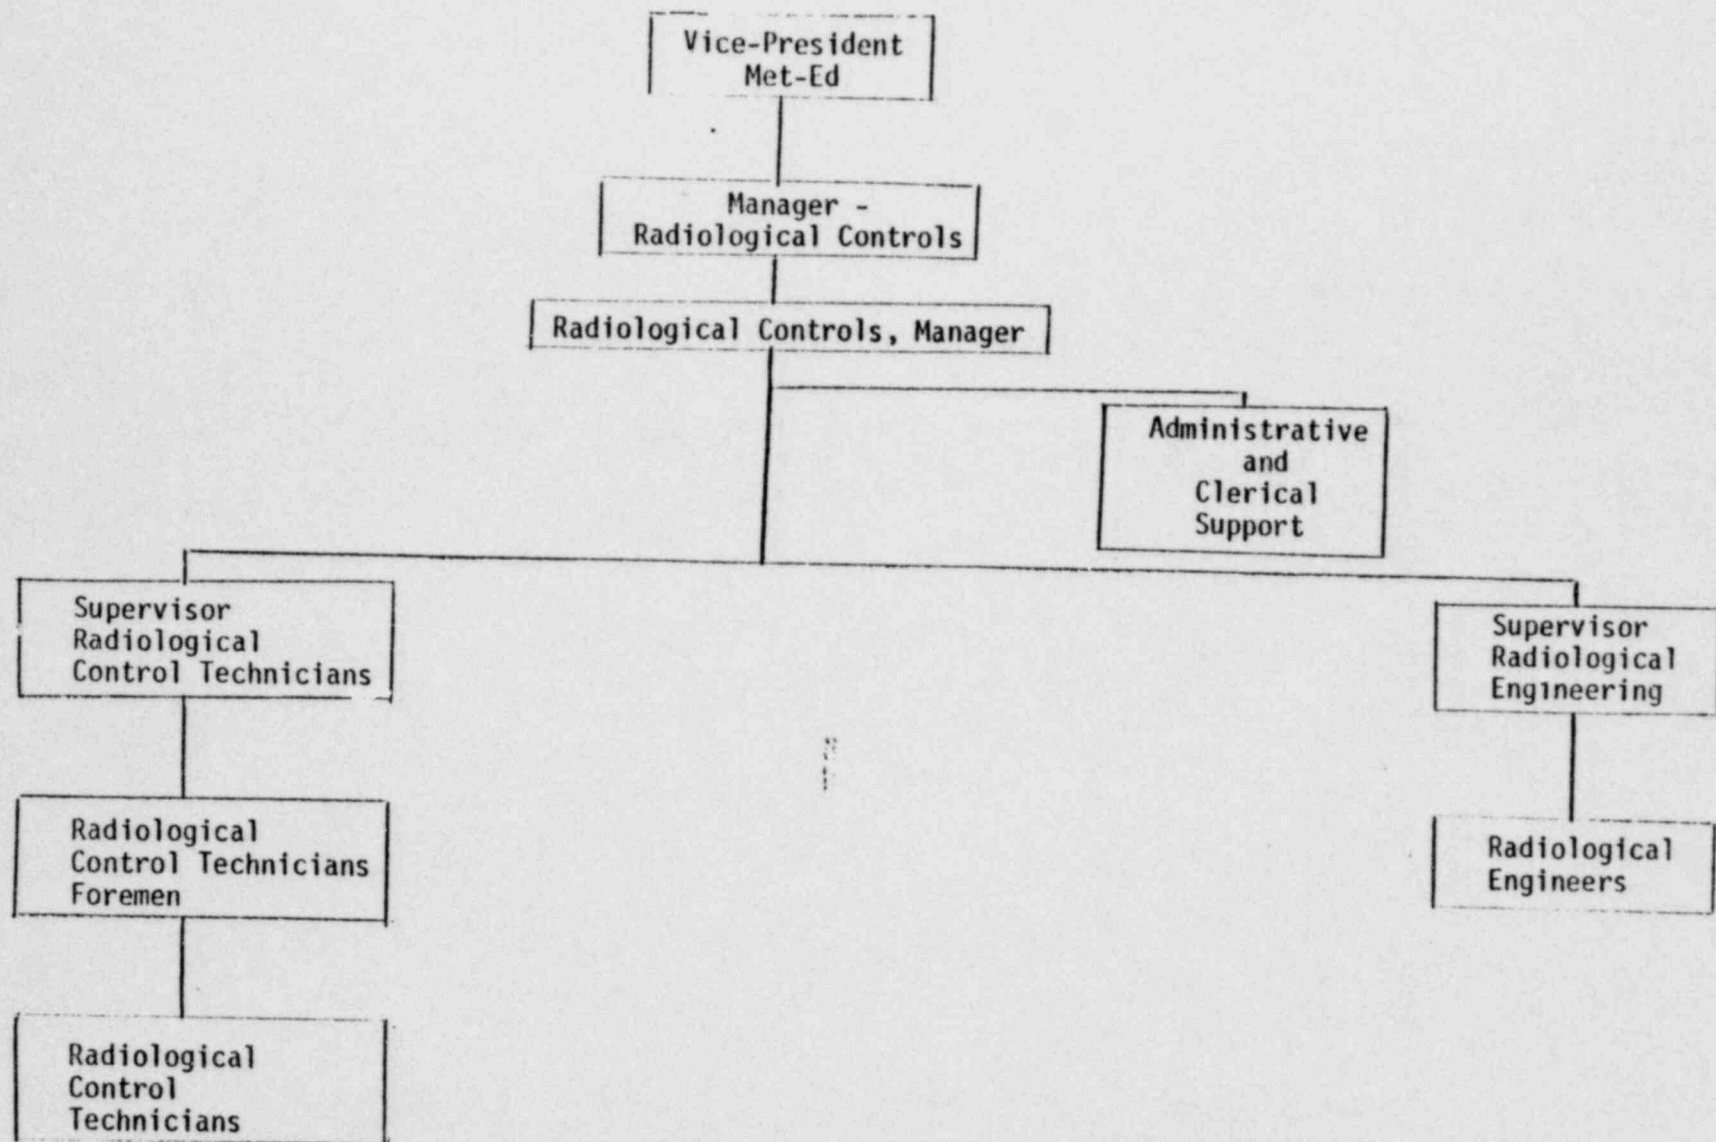 Vice-President
Met-Ed
Manager -
Radiological Controls
Radiological Controls, Manager
Administrative
and
Clerical
Support
Supervisor
Radiological
Control Technicians
Supervisor
Radiological
Engineering
Radiological
Control Technicians
Foremen
Radiological
Engineers
Radiological
Control
Technicians